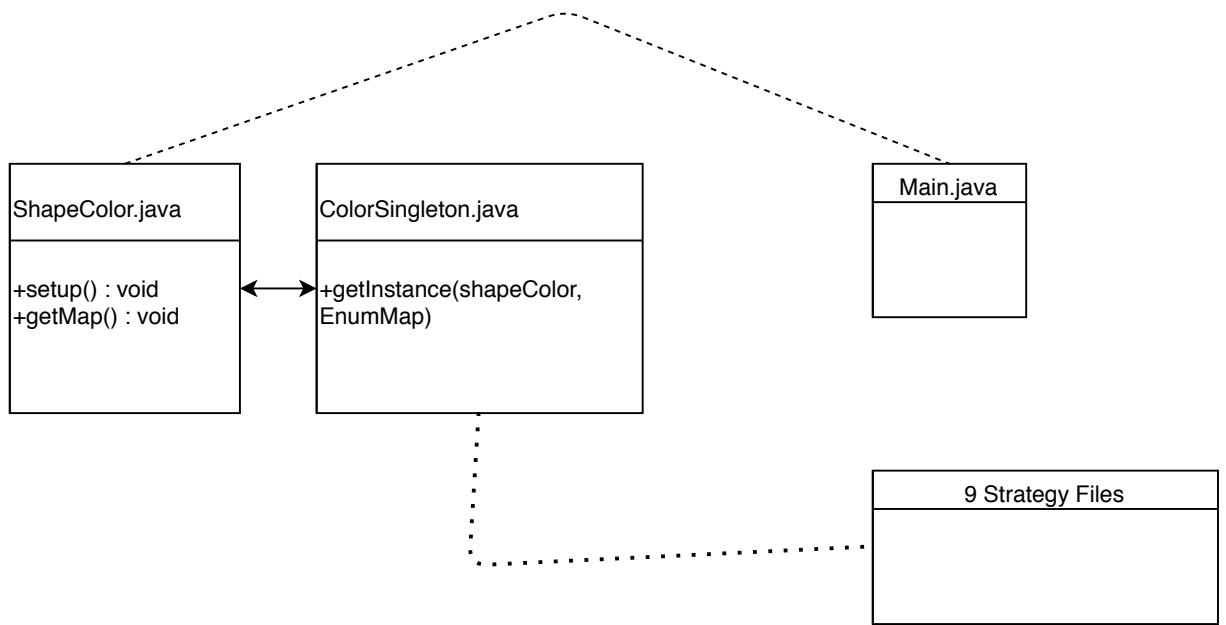 ShapeColor.java
+setup() : void
+getMap() : void
ColorSingleton.java
+getInstance(shapeColor,
EnumMap)
Main.java
9 Strategy Files